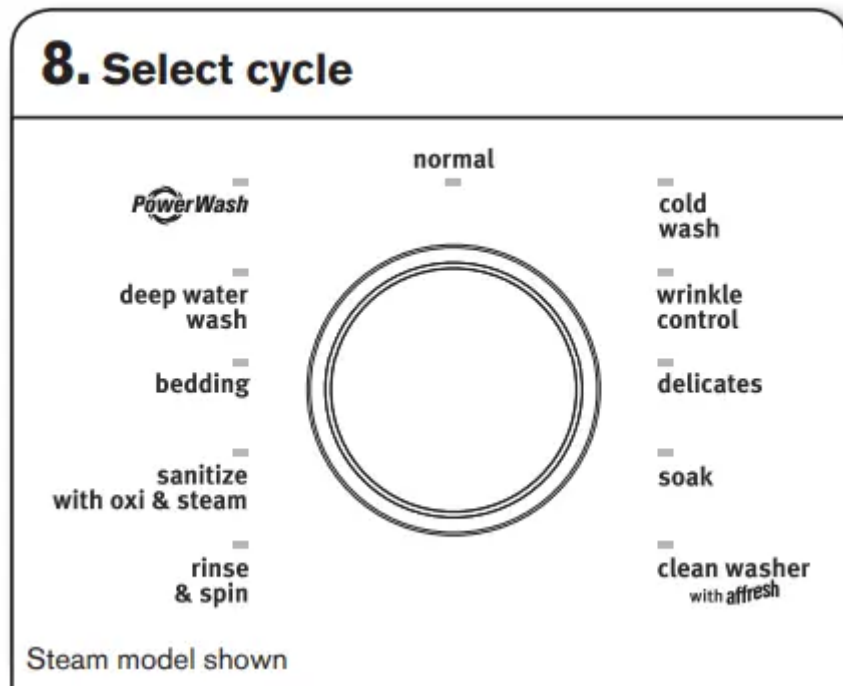 8. Select cycle
normal
PowerWash
cold
wash
deep water
wash
wrinkle
control
bedding
delicates
sanitize
with oxi & steam
soak
rinse
& spin
clean washer
with affresh
Steam model shown